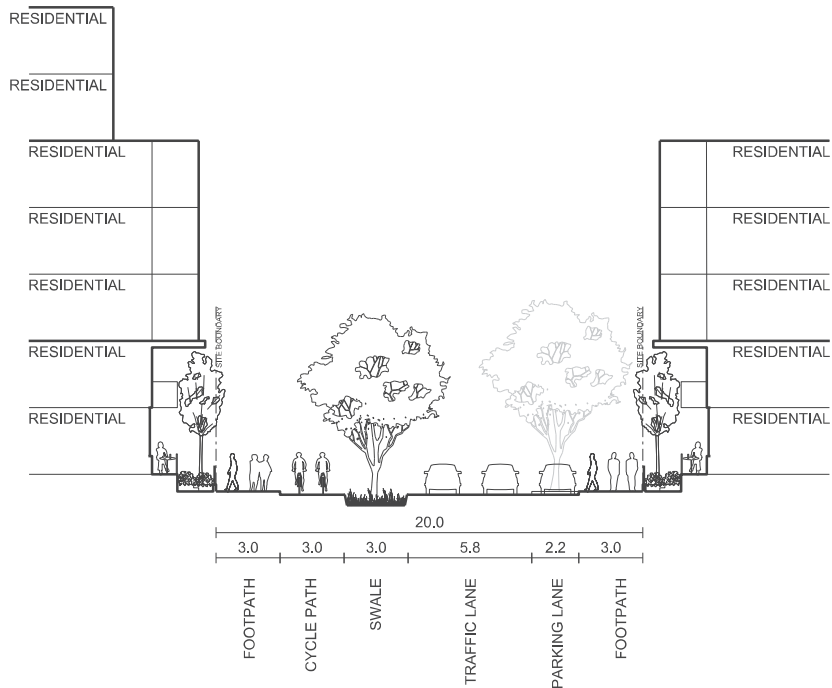 RESIDENTIAL
RESIDENTIAL
RESIDENTIAL RESIDENTIAL
RESIDENTIAL RESIDENTIAL
RESIDENTIAL RESIDENTIAL
SITE BOUNDARY SITE BOUNDARY
RESIDENTIAL RESIDENTIAL
RESIDENTIAL RESIDENTIAL
20.0
3.0 3.0 3.0 5.8 2.2 3.0
FOOTPATH
CYCLE PATH
SWALE
TRAFFIC LANE
PARKING LANE
FOOTPATH